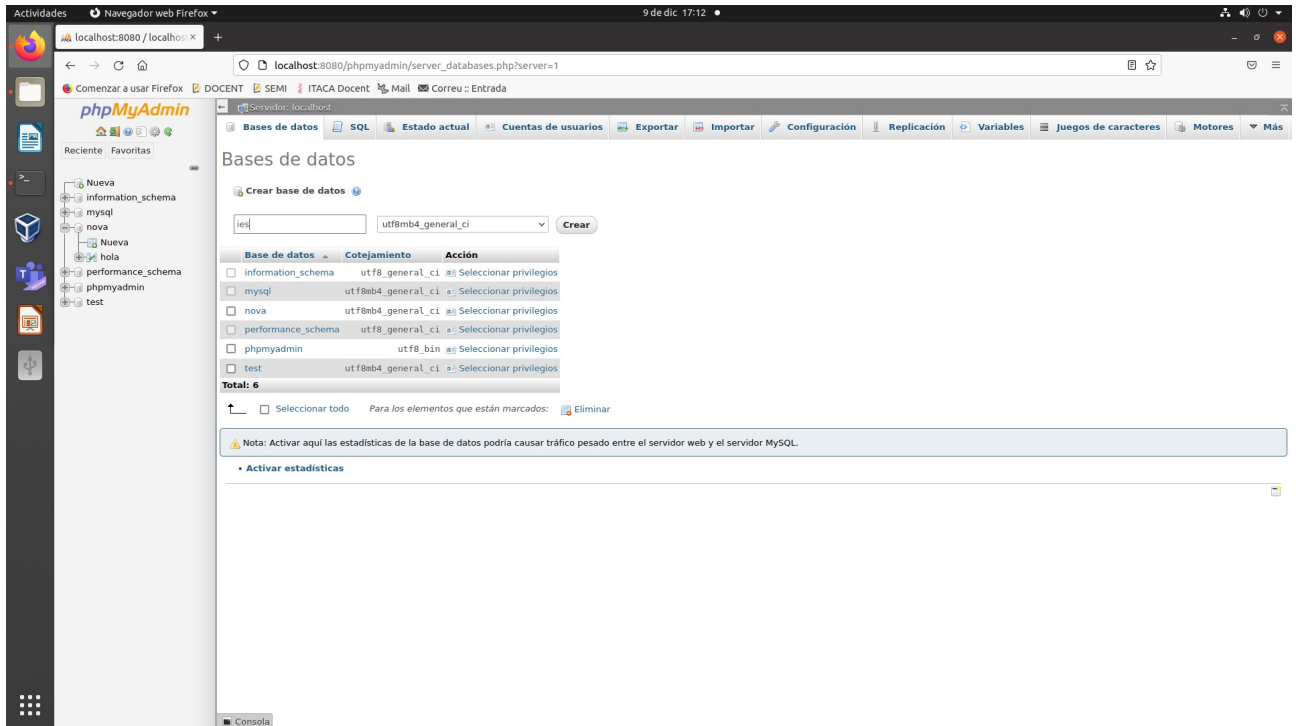 Actividades Navegador web Firefox 9 de dic 17:12
localhost:8080 / localhos
localhost:8080/phpmyadmin/server_databases.php?server=1
Comenzar a usar Firefox DOCENT SEMI ITACA Docent Mail Correu :: Entrada
phpMyAdmin
Reciente Favoritas
Nueva
information_schema
mysql
nova
Nueva
hola
performance_schema
phpmyadmin
test
Servidor: localhost
Bases de datos SQL Estado actual Cuentas de usuarios Exportar Importar Configuración Replicación Variables Juegos de caracteres Motores Más
Bases de datos
Crear base de datos
ies utf8mb4_general_ci Crear
Base de datos Cotejamiento Acción
information_schema utf8_general_ci Seleccionar privilegios
mysql utf8mb4_general_ci Seleccionar privilegios
nova utf8mb4_general_ci Seleccionar privilegios
performance_schema utf8_general_ci Seleccionar privilegios
phpmyadmin utf8_bin Seleccionar privilegios
test utf8mb4_general_ci Seleccionar privilegios
Total: 6
Seleccionar todo Para los elementos que están marcados: Eliminar
Nota: Activar aquí las estadísticas de la base de datos podría causar tráfico pesado entre el servidor web y el servidor MySQL.
• Activar estadísticas
Consola